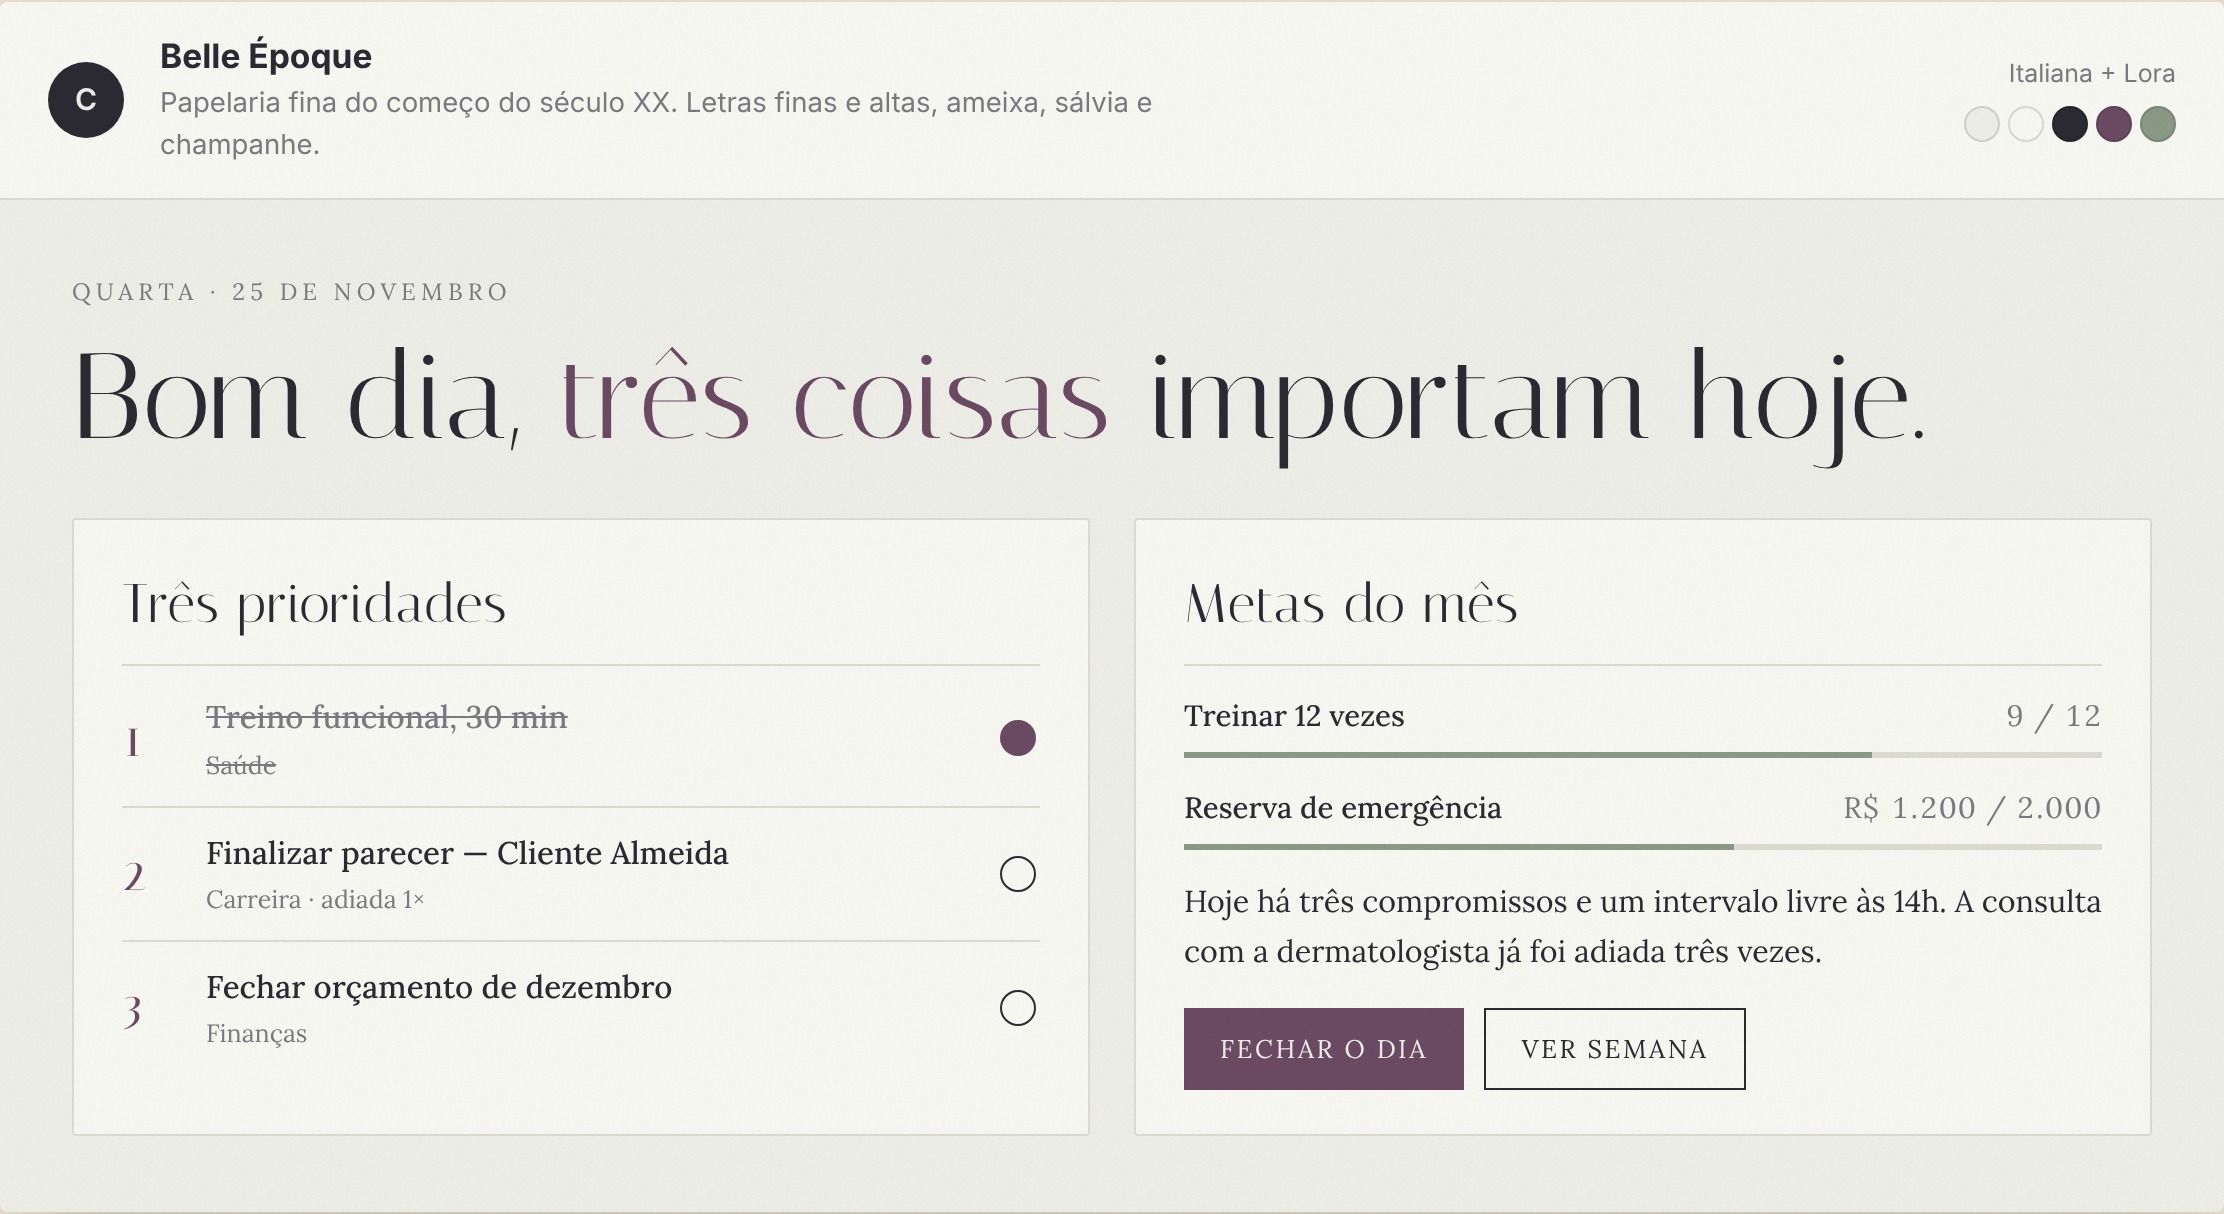 C
Belle Époque
Papelaria fina do começo do século XX. Letras finas e altas, ameixa, sálvia e
champanhe.
Italiana + Lora
QUARTA · 25 DE NOVEMBRO
Bom dia, três coisas importam hoje.
Três prioridades
1
Treino funcional, 30 min
Saúde
2
Finalizar parecer — Cliente Almeida
Carreira · adiada 1×
3
Fechar orçamento de dezembro
Finanças
Metas do mês
Treinar 12 vezes
9 / 12
Reserva de emergência
R$ 1.200 / 2.000
Hoje há três compromissos e um intervalo livre às 14h. A consulta
com a dermatologista já foi adiada três vezes.
FECHAR O DIA
VER SEMANA